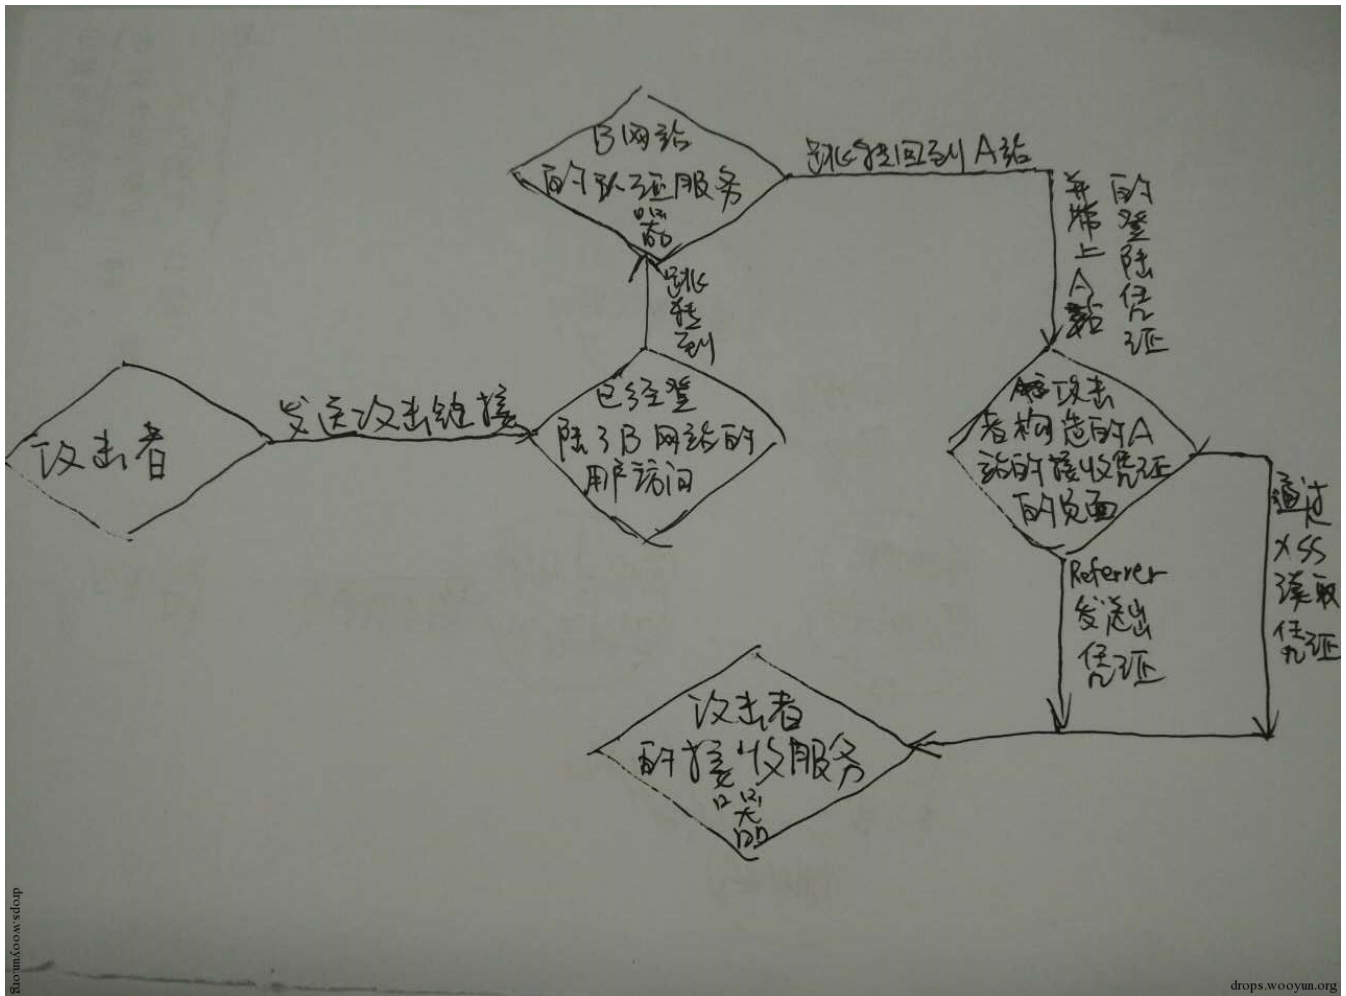 B网站
的认证服务
器
跳转回到A站
并带上A站
的登陆凭证
跳转到
攻击者
发送攻击链接
已经登
陆了B网站的
用户访问
攻击
者构造的A
站的接收凭证
的页面
Referrer
发送出
凭证
通过
XSS
读取
凭证
攻击者
的接收服务
器
drops.wooyun.org
drops.wooyun.org